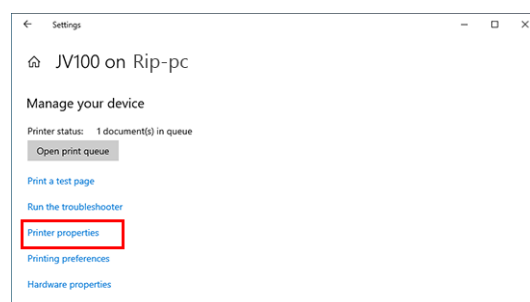 Settings
JV100 on Rip-pc
Manage your device
Printer status: 1 document(s) in queue
Open print queue
Print a test page
Run the troubleshooter
Printer properties
Printing preferences
Hardware properties